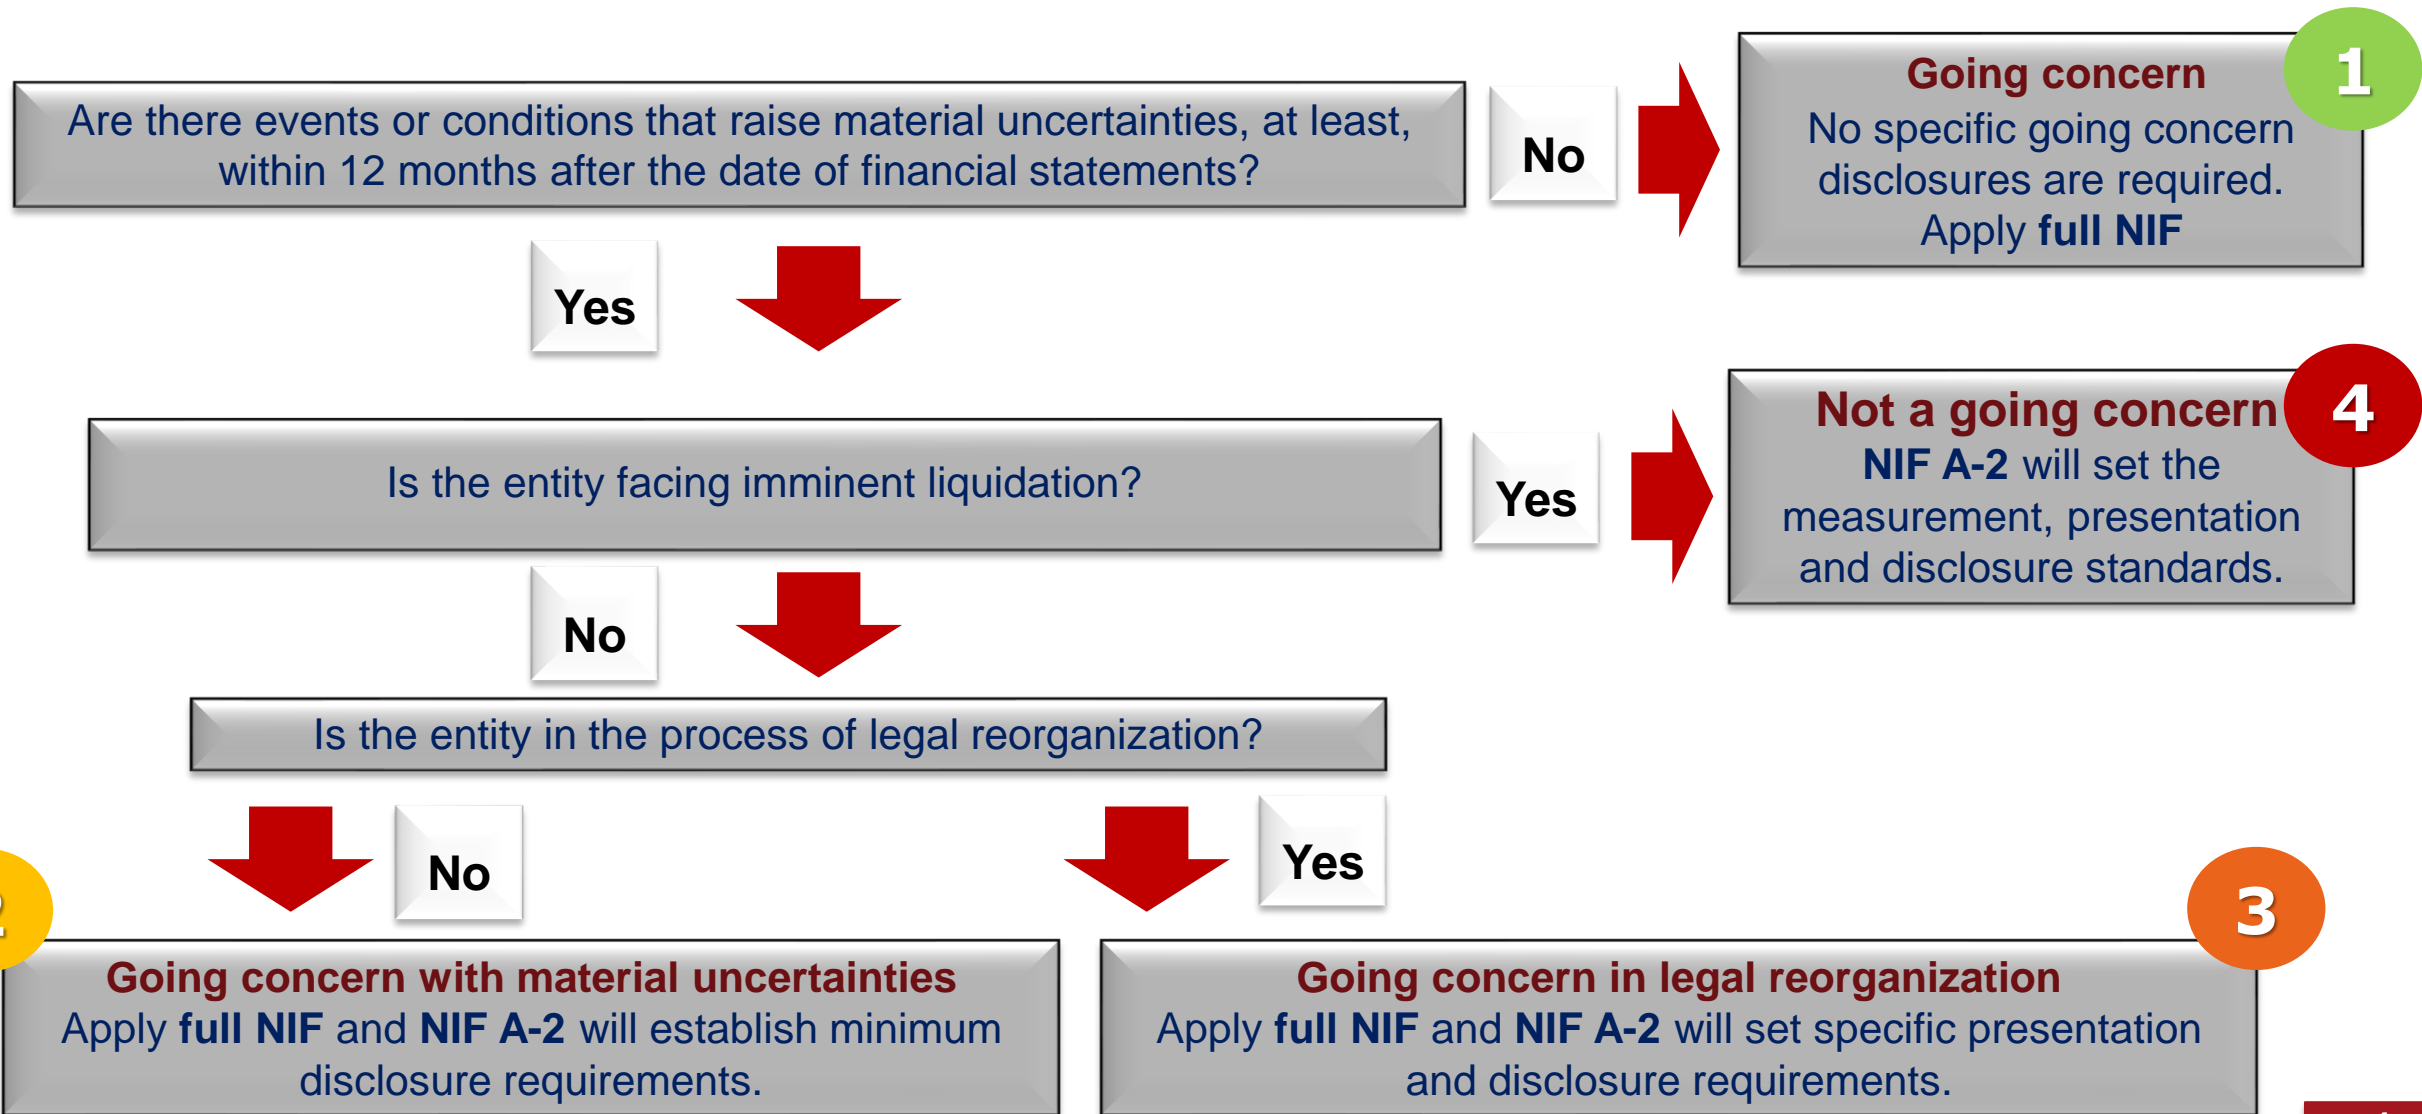 Are there events or conditions that raise material uncertainties, at least,
within 12 months after the date of financial statements?
No
1
Going concern
No specific going concern
disclosures are required.
Apply full NIF
Yes
Is the entity facing imminent liquidation?
Yes
4
Not a going concern
NIF A-2 will set the
measurement, presentation
and disclosure standards.
No
Is the entity in the process of legal reorganization?
No
Yes
2
Going concern with material uncertainties
Apply full NIF and NIF A-2 will establish minimum
disclosure requirements.
3
Going concern in legal reorganization
Apply full NIF and NIF A-2 will set specific presentation
and disclosure requirements.